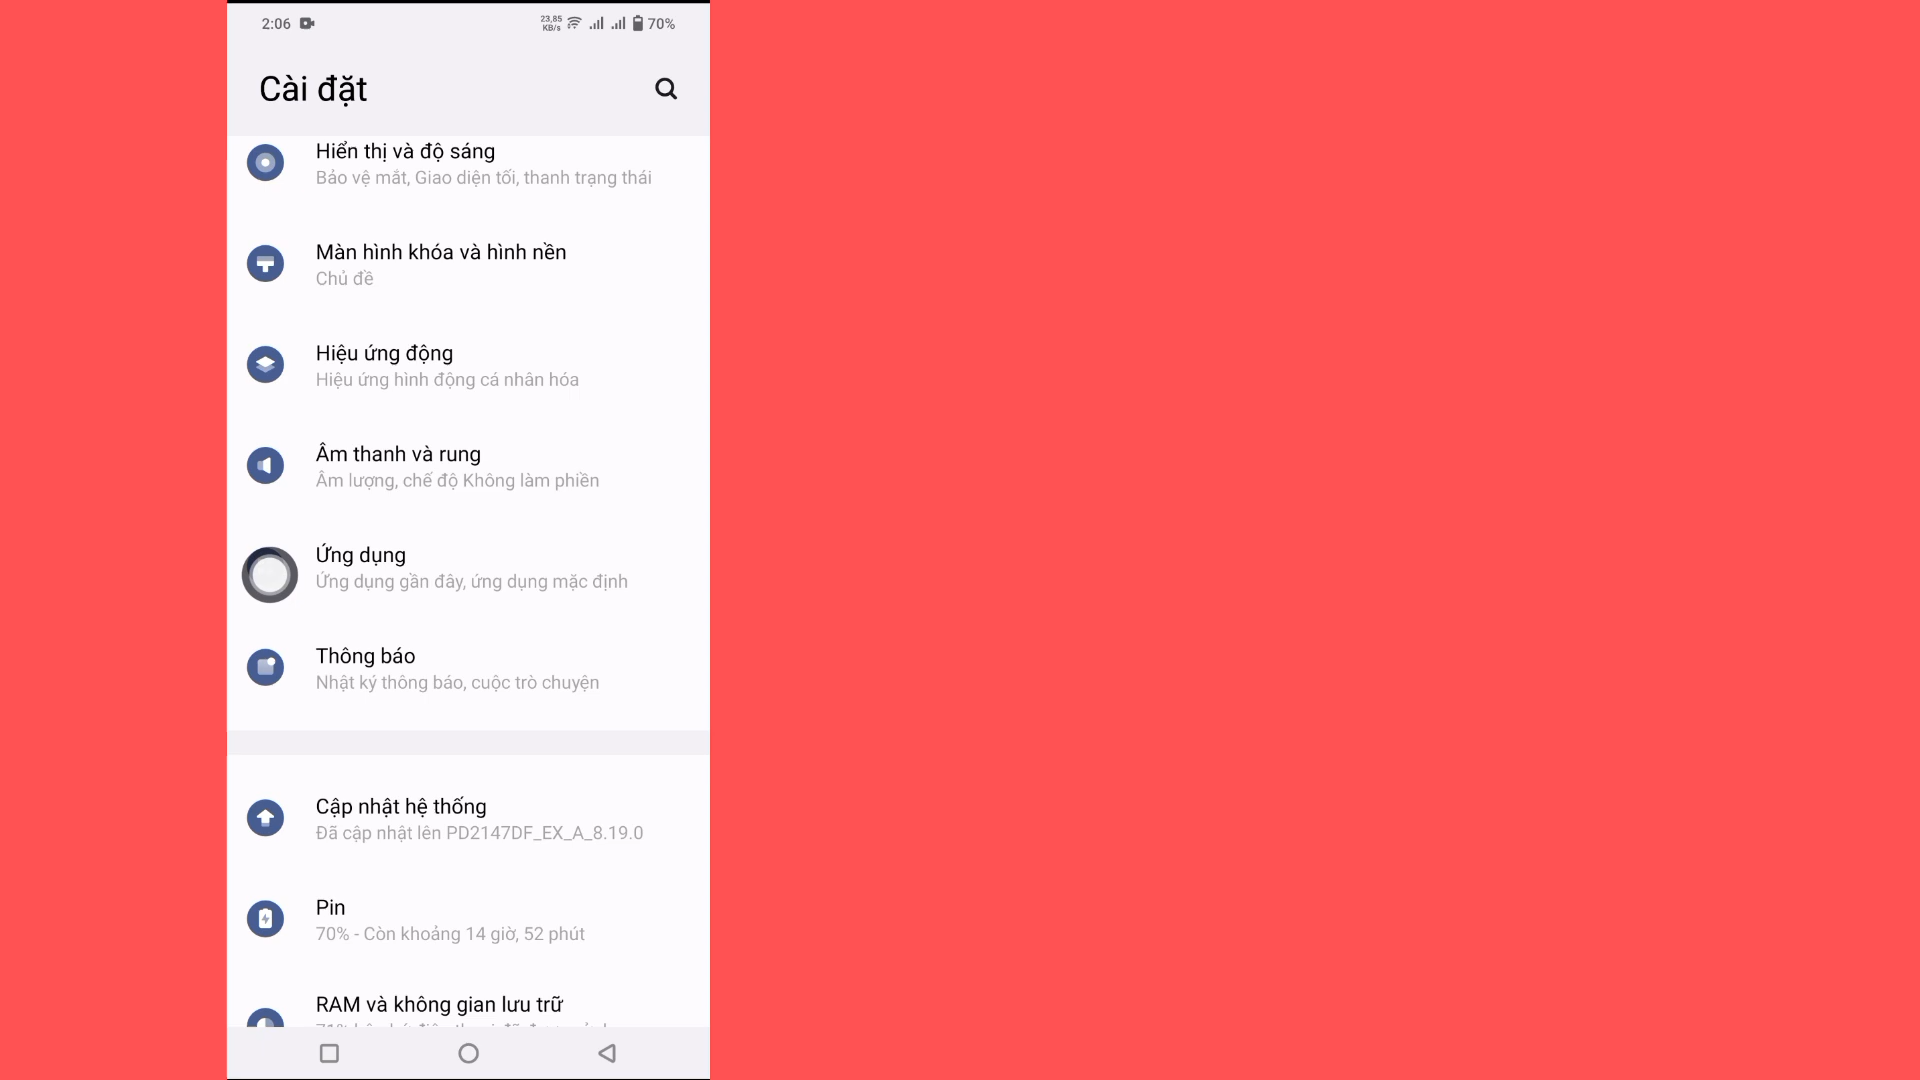 2:06
23,85
KB/s
70%
Cài đặt
Hiển thị và độ sáng
Bảo vệ mắt, Giao diện tối, thanh trạng thái
Màn hình khóa và hình nền
Chủ đề
Hiệu ứng động
Hiệu ứng hình động cá nhân hóa
Âm thanh và rung
Âm lượng, chế độ Không làm phiền
Ứng dụng
Ứng dụng gần đây, ứng dụng mặc định
Thông báo
Nhật ký thông báo, cuộc trò chuyện
Cập nhật hệ thống
Đã cập nhật lên PD2147DF_EX_A_8.19.0
Pin
70% - Còn khoảng 14 giờ, 52 phút
RAM và không gian lưu trữ